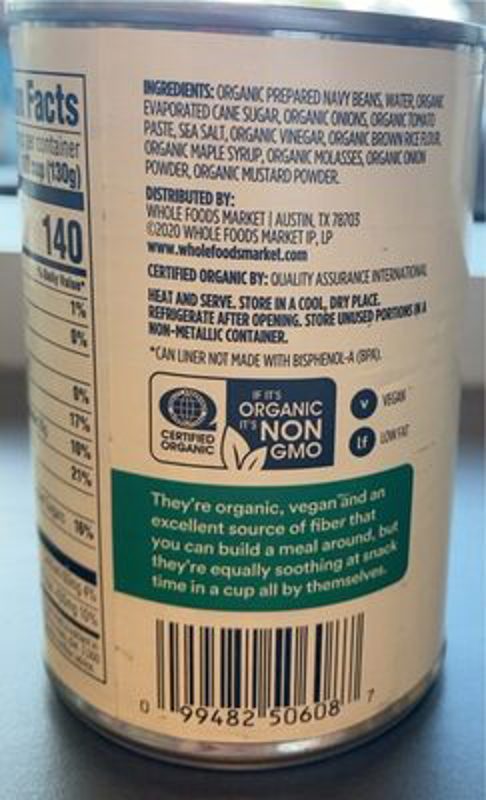 n Facts
per container
cup (130g)
140
% Daily Value*
1%
0%
0%
17%
10%
21%
16%
INGREDIENTS: ORGANIC PREPARED NAVY BEANS, WATER, ORGANIC
EVAPORATED CANE SUGAR, ORGANIC ONIONS, ORGANIC TOMATO
PASTE, SEA SALT, ORGANIC VINEGAR, ORGANIC BROWN RICE FLOUR,
ORGANIC MAPLE SYRUP, ORGANIC MOLASSES, ORGANIC ONION
POWDER, ORGANIC MUSTARD POWDER.
DISTRIBUTED BY:
WHOLE FOODS MARKET | AUSTIN, TX 78703
©2020 WHOLE FOODS MARKET IP, LP
www.wholefoodsmarket.com
CERTIFIED ORGANIC BY: QUALITY ASSURANCE INTERNATIONAL
HEAT AND SERVE. STORE IN A COOL, DRY PLACE.
REFRIGERATE AFTER OPENING. STORE UNUSED PORTIONS IN A
NON-METALLIC CONTAINER.
*CAN LINER NOT MADE WITH BISPHENOL-A (BPA).
CERTIFIED
ORGANIC
IF IT'S
ORGANIC
IT'S NON
GMO
V VEGAN
lf LOW FAT
They're organic, vegan and an
excellent source of fiber that
you can build a meal around, but
they're equally soothing at snack
time in a cup all by themselves.
0 99482 50608 7